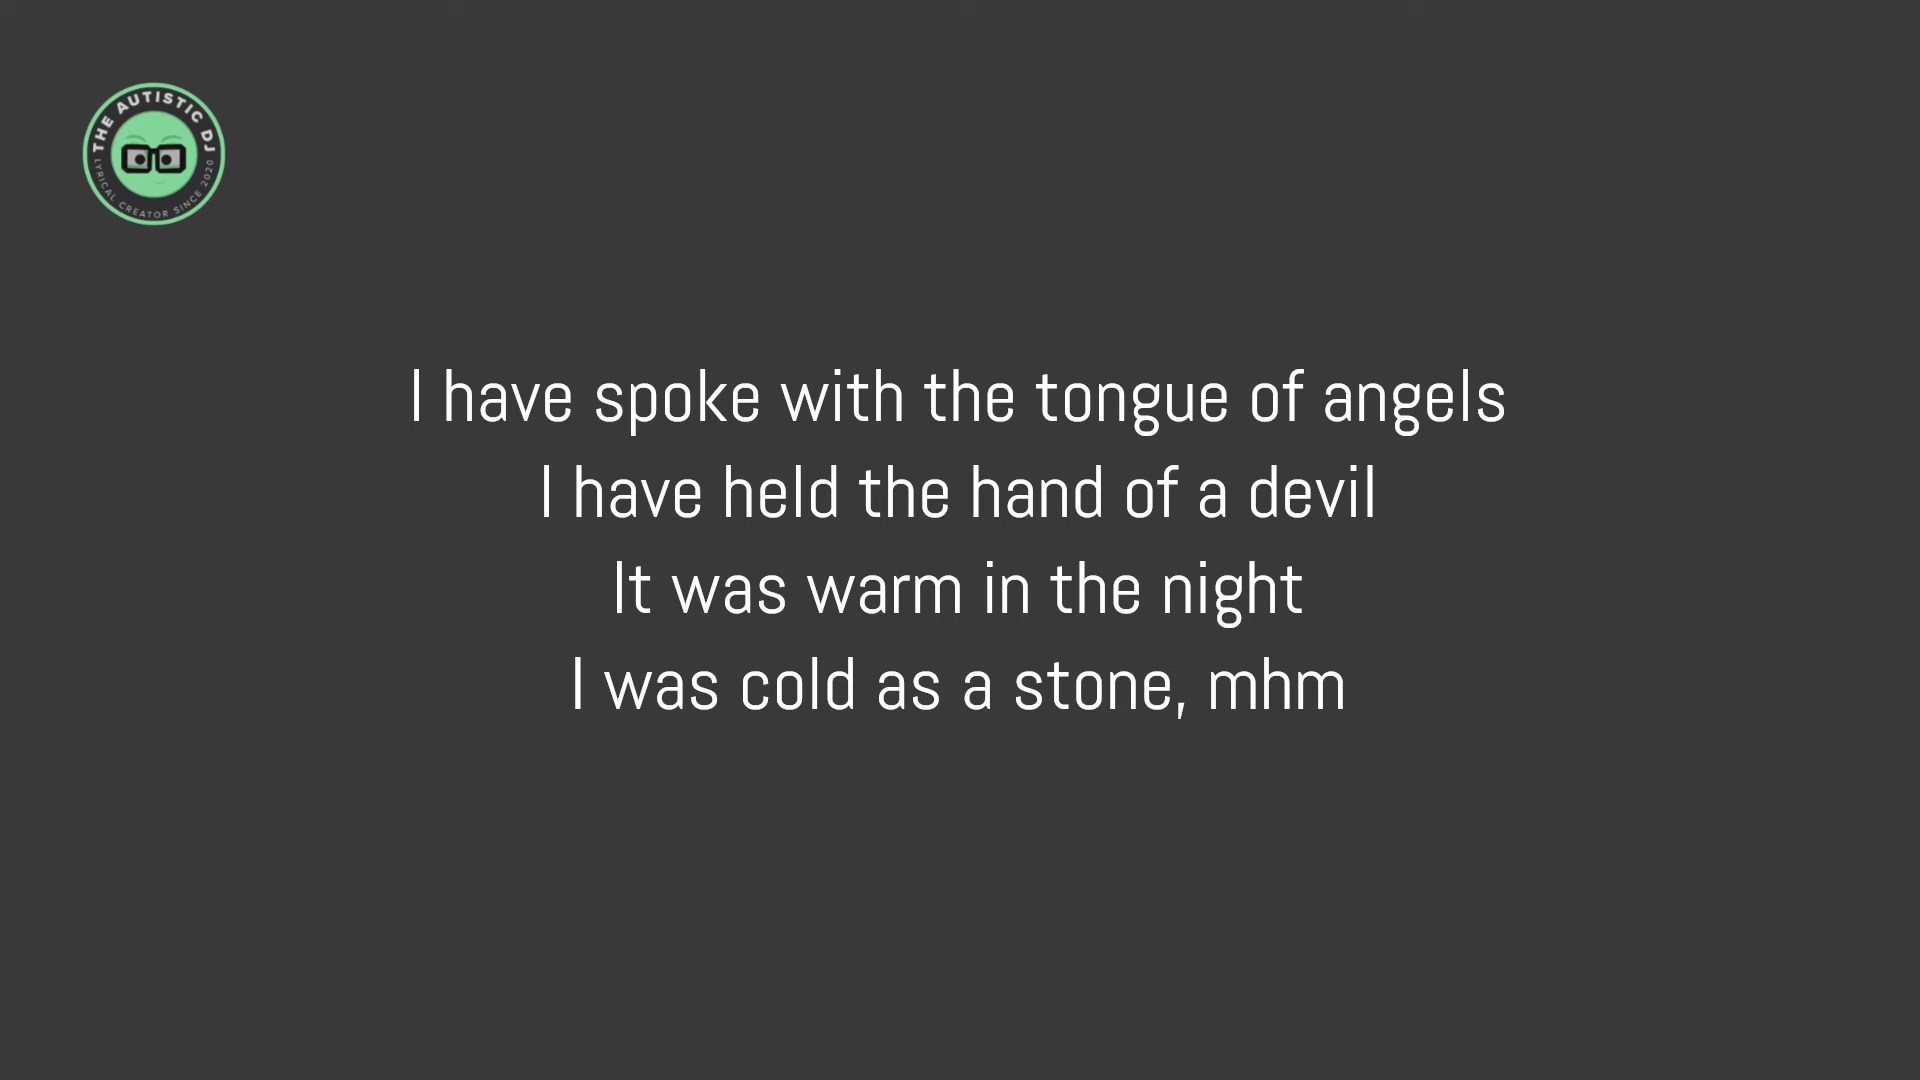 THE AUTISTIC DJ
LYRICAL CREATOR SINCE 2020
I have spoke with the tongue of angels
I have held the hand of a devil
It was warm in the night
I was cold as a stone, mhm